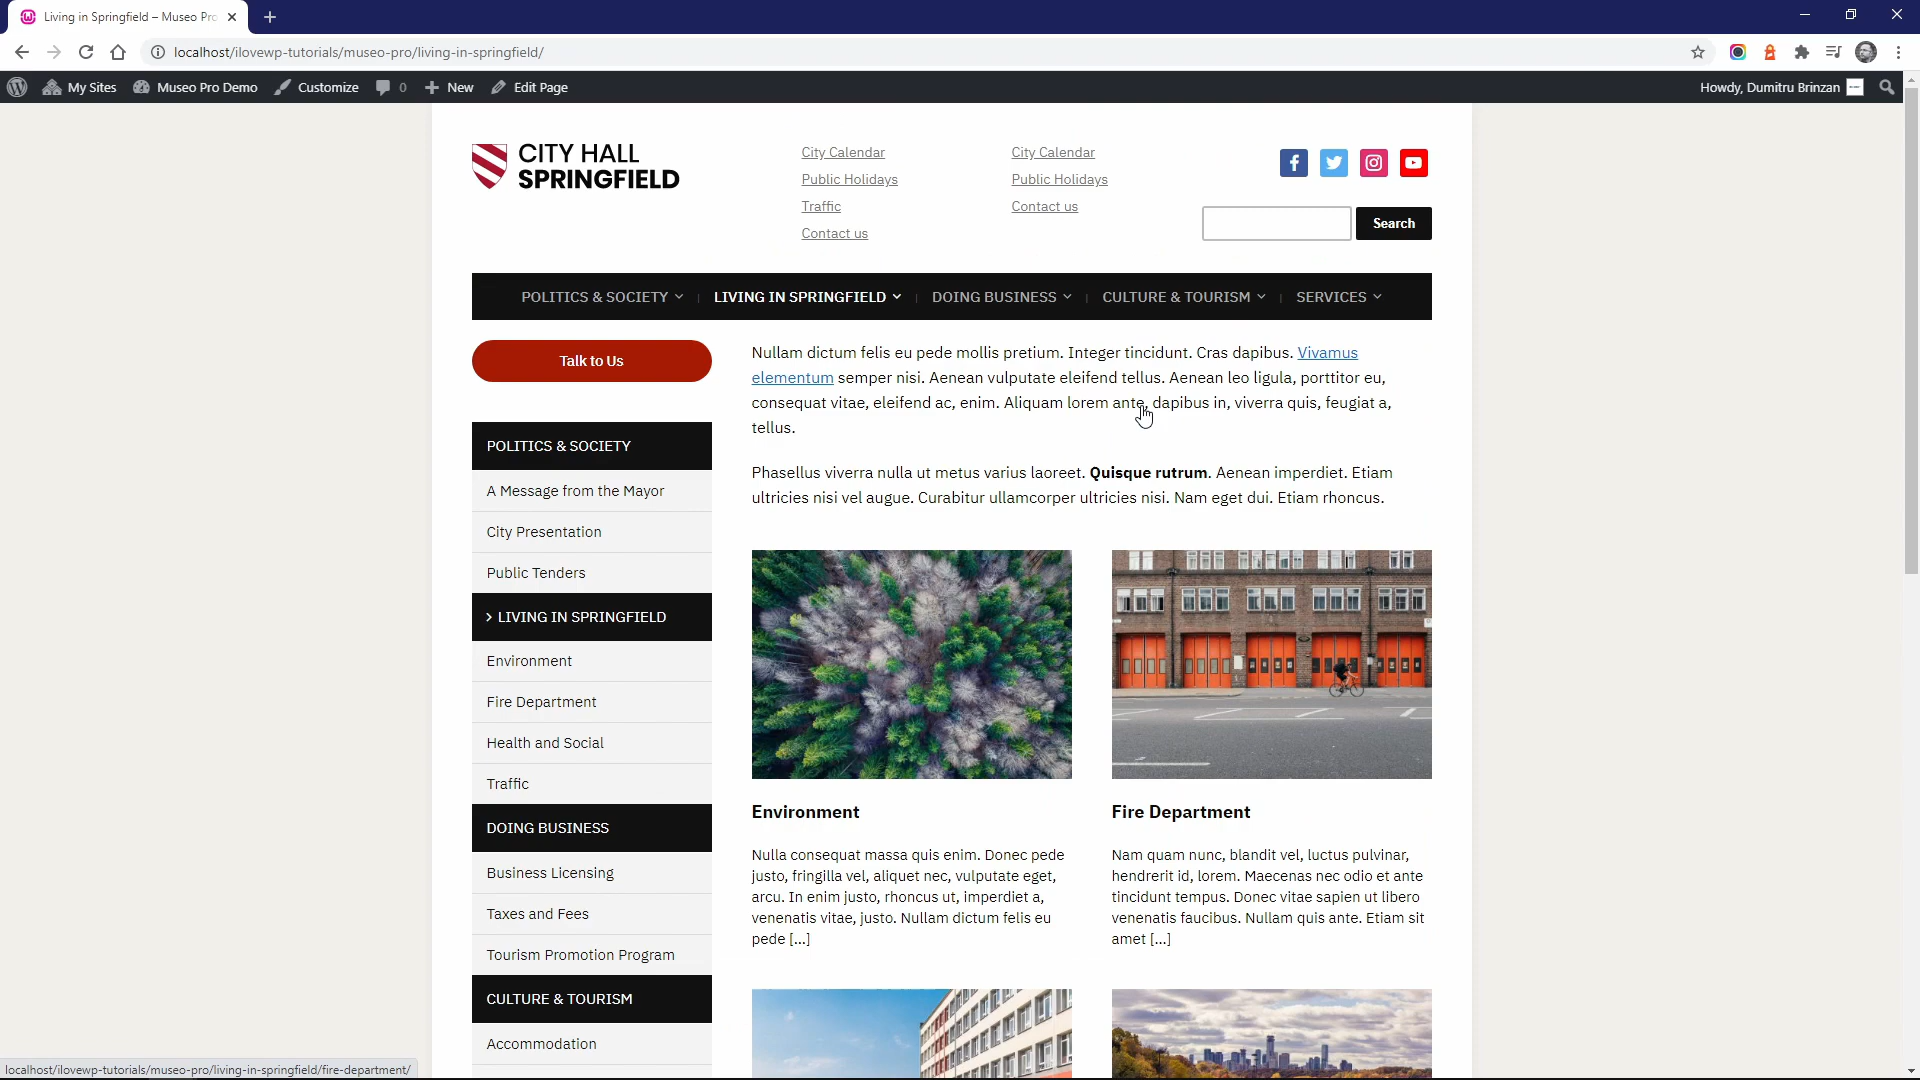 Living in Springfield – Museo Pro
localhost/ilovewp-tutorials/museo-pro/living-in-springfield/
My Sites
Museo Pro Demo
Customize
0
New
Edit Page
Howdy, Dumitru Brinzan
CITY HALL
SPRINGFIELD
City Calendar
Public Holidays
Traffic
Contact us
City Calendar
Public Holidays
Contact us
Search
POLITICS & SOCIETY
LIVING IN SPRINGFIELD
DOING BUSINESS
CULTURE & TOURISM
SERVICES
Talk to Us
POLITICS & SOCIETY
A Message from the Mayor
City Presentation
Public Tenders
> LIVING IN SPRINGFIELD
Environment
Fire Department
Health and Social
Traffic
DOING BUSINESS
Business Licensing
Taxes and Fees
Tourism Promotion Program
CULTURE & TOURISM
Accommodation
Nullam dictum felis eu pede mollis pretium. Integer tincidunt. Cras dapibus. Vivamus
elementum semper nisi. Aenean vulputate eleifend tellus. Aenean leo ligula, porttitor eu,
consequat vitae, eleifend ac, enim. Aliquam lorem ante, dapibus in, viverra quis, feugiat a,
tellus.
Phasellus viverra nulla ut metus varius laoreet. Quisque rutrum. Aenean imperdiet. Etiam
ultricies nisi vel augue. Curabitur ullamcorper ultricies nisi. Nam eget dui. Etiam rhoncus.
Environment
Nulla consequat massa quis enim. Donec pede
justo, fringilla vel, aliquet nec, vulputate eget,
arcu. In enim justo, rhoncus ut, imperdiet a,
venenatis vitae, justo. Nullam dictum felis eu
pede [...]
Fire Department
Nam quam nunc, blandit vel, luctus pulvinar,
hendrerit id, lorem. Maecenas nec odio et ante
tincidunt tempus. Donec vitae sapien ut libero
venenatis faucibus. Nullam quis ante. Etiam sit
amet [...]
localhost/ilovewp-tutorials/museo-pro/living-in-springfield/fire-department/